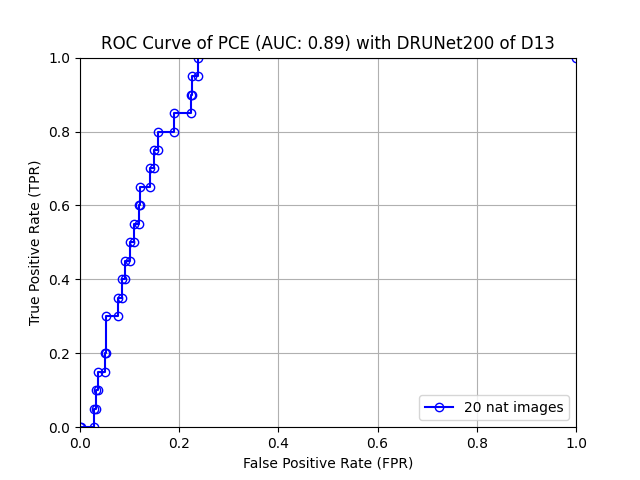 ROC Curve of PCE (AUC: 0.89) with DRUNet200 of D13
True Positive Rate (TPR)
1.0
0.8
0.6
0.4
0.2
0.0
20 nat images
0.0 0.2 0.4 0.6 0.8 1.0
False Positive Rate (FPR)